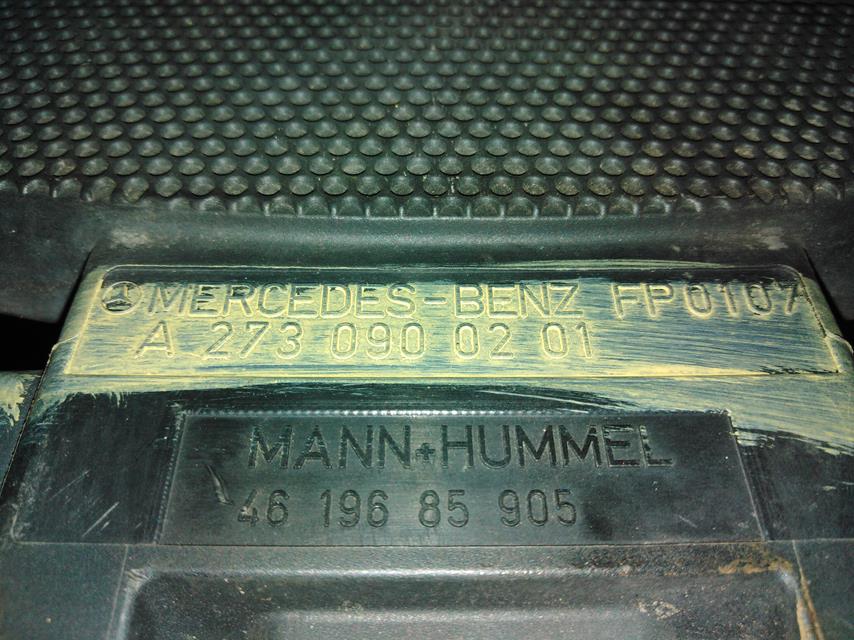 MERCEDES-BENZ FP0107
A 273 090 02 01
MANN+HUMMEL
46 196 85 905